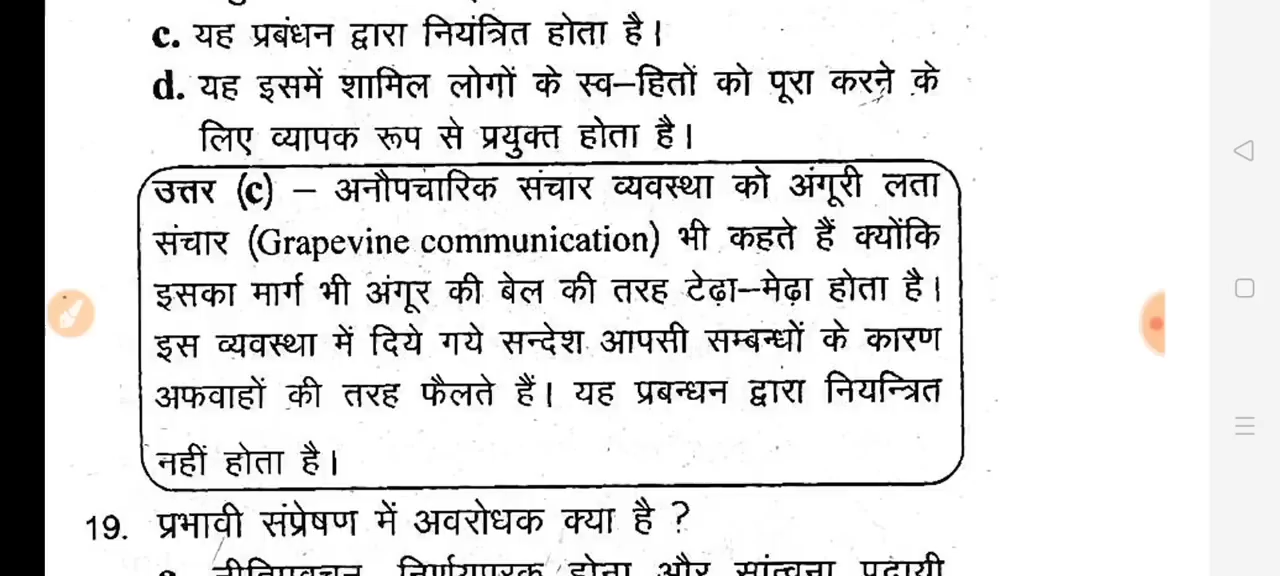 c. यह प्रबंधन द्वारा नियंत्रित होता है।
d. यह इसमें शामिल लोगों के स्व–हितों को पूरा करने के
लिए व्यापक रूप से प्रयुक्त होता है।
उत्तर (c) – अनौपचारिक संचार व्यवस्था को अंगूरी लता
संचार (Grapevine communication) भी कहते हैं क्योंकि
इसका मार्ग भी अंगूर की बेल की तरह टेढ़ा–मेढ़ा होता है।
इस व्यवस्था में दिये गये सन्देश आपसी सम्बन्धों के कारण
अफवाहों की तरह फैलते हैं। यह प्रबन्धन द्वारा नियन्त्रित
नहीं होता है।
19. प्रभावी संप्रेषण में अवरोधक क्या है ?
होना और सांत्वना